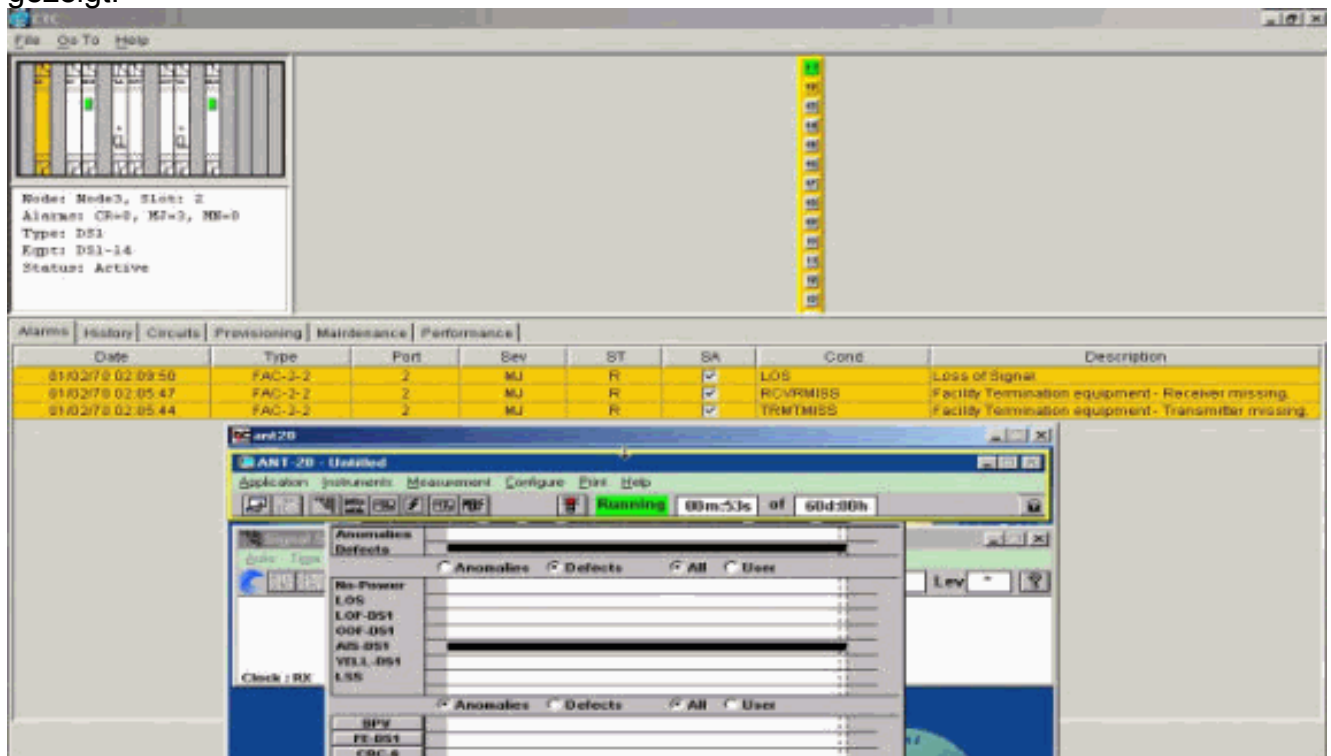 gezeigt.
CTC
File Go To Help
Node: Node3, Slot: 2
Alarms: CR=0, MJ=3, MN=0
Type: DS1
Eqpt: DS1-14
Status: Active
Alarms History Circuits Provisioning Maintenance Performance
Date Type Port Sev ST SA Cond Description
01/02/70 02:09:50 FAC-2-2 2 MJ R LOS Loss of Signal
01/02/70 02:05:47 FAC-2-2 2 MJ R RCVRMISS Facility Termination equipment - Receiver missing.
01/02/70 02:05:44 FAC-2-2 2 MJ R TRMTMISS Facility Termination equipment - Transmitter missing.
ant20
ANT-20 - Untitled
Application Instruments Measurement Configure Print Help
Running 00m:53s of 60d:00h
Anomalies
Defects
Anomalies Defects All User
No-Power
Lev *
LOS
LOF-DS1
OOF-DS1
AIS-DS1
YELL-DS1
Clock : RX LSS
Anomalies Defects All User
BPV
FE-DS1
CRC-6